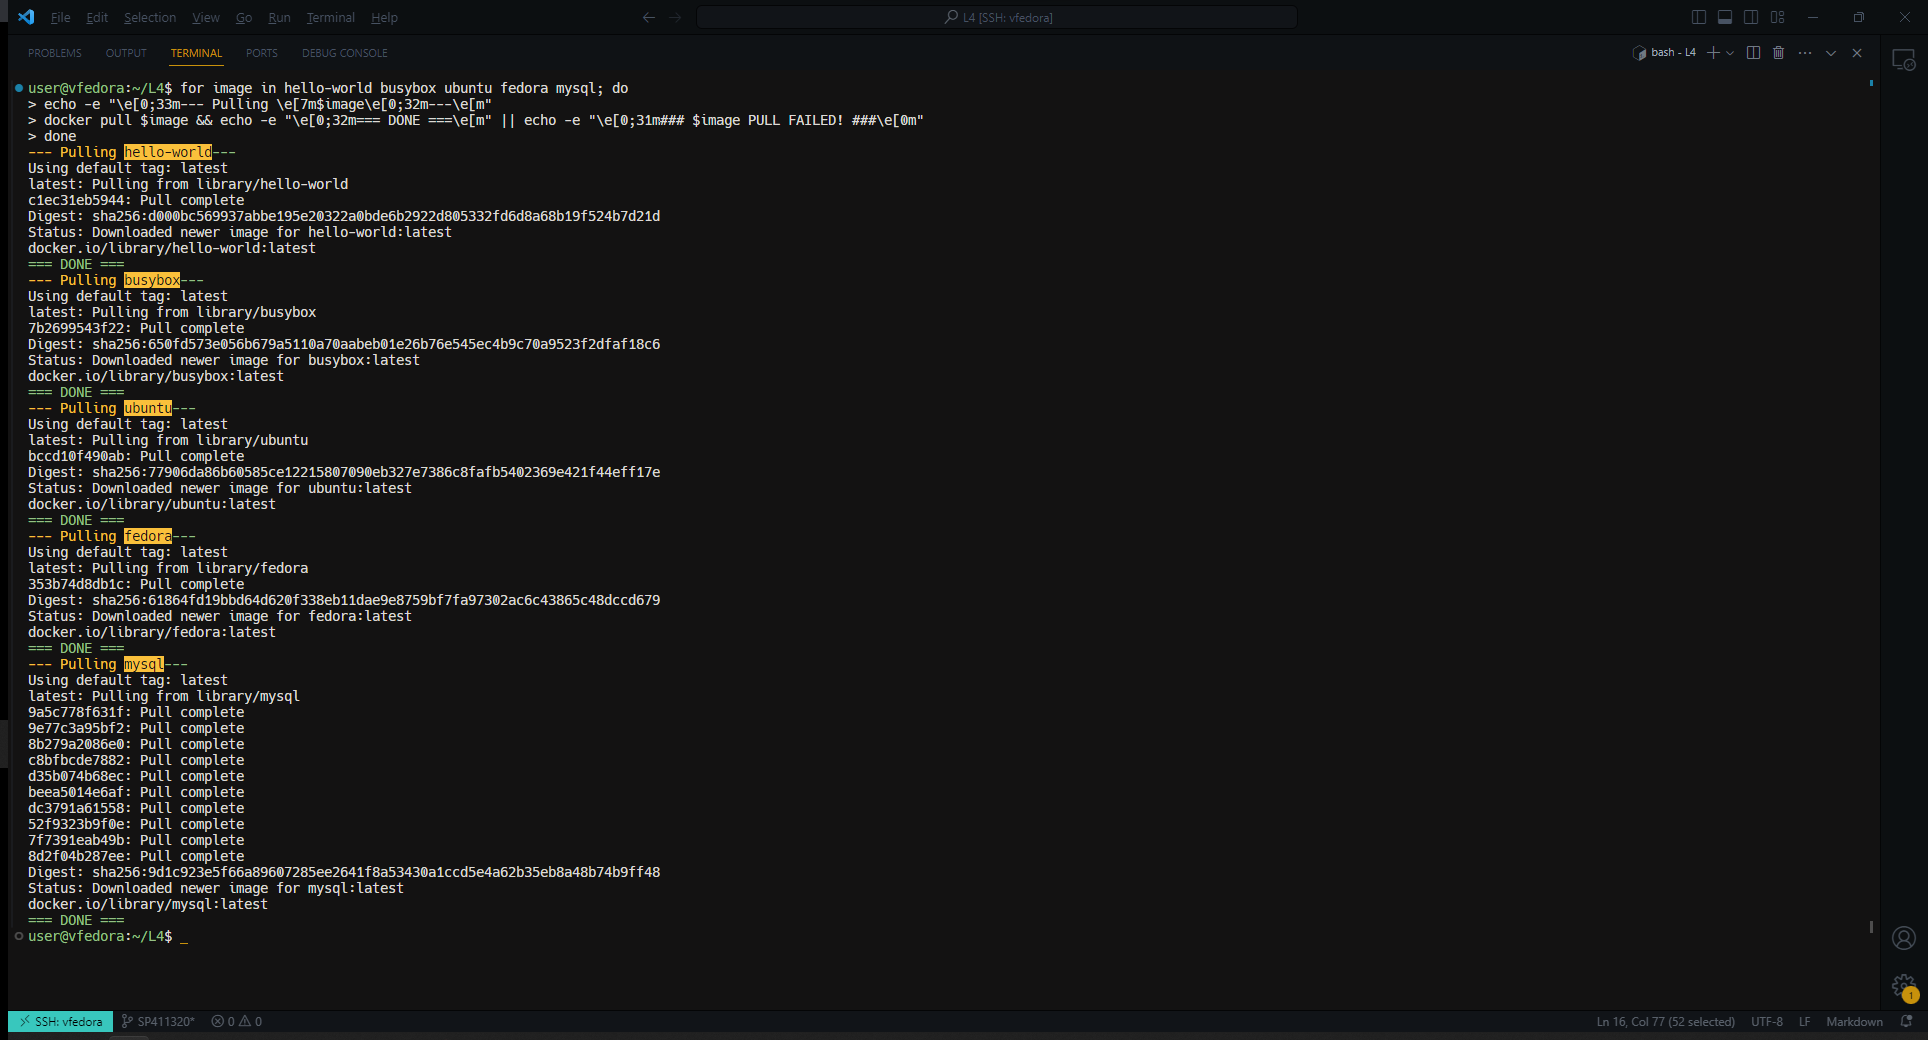 File Edit Selection View Go Run Terminal Help
L4 [SSH: vfedora]
PROBLEMS OUTPUT TERMINAL PORTS DEBUG CONSOLE
bash - L4
user@vfedora:~/L4$ for image in hello-world busybox ubuntu fedora mysql; do
> echo -e "\e[0;33m--- Pulling \e[7m$image\e[0;32m---\e[m"
> docker pull $image && echo -e "\e[0;32m=== DONE ===\e[m" || echo -e "\e[0;31m### $image PULL FAILED! ###\e[0m"
> done
--- Pulling hello-world---
Using default tag: latest
latest: Pulling from library/hello-world
c1ec31eb5944: Pull complete
Digest: sha256:d000bc569937abbe195e20322a0bde6b2922d805332fd6d8a68b19f524b7d21d
Status: Downloaded newer image for hello-world:latest
docker.io/library/hello-world:latest
=== DONE ===
--- Pulling busybox---
Using default tag: latest
latest: Pulling from library/busybox
7b2699543f22: Pull complete
Digest: sha256:650fd573e056b679a5110a70aabeb01e26b76e545ec4b9c70a9523f2dfaf18c6
Status: Downloaded newer image for busybox:latest
docker.io/library/busybox:latest
=== DONE ===
--- Pulling ubuntu---
Using default tag: latest
latest: Pulling from library/ubuntu
bccd10f490ab: Pull complete
Digest: sha256:77906da86b60585ce12215807090eb327e7386c8fafb5402369e421f44eff17e
Status: Downloaded newer image for ubuntu:latest
docker.io/library/ubuntu:latest
=== DONE ===
--- Pulling fedora---
Using default tag: latest
latest: Pulling from library/fedora
353b74d8db1c: Pull complete
Digest: sha256:61864fd19bbd64d620f338eb11dae9e8759bf7fa97302ac6c43865c48dccd679
Status: Downloaded newer image for fedora:latest
docker.io/library/fedora:latest
=== DONE ===
--- Pulling mysql---
Using default tag: latest
latest: Pulling from library/mysql
9a5c778f631f: Pull complete
9e77c3a95bf2: Pull complete
8b279a2086e0: Pull complete
c8bfbcde7882: Pull complete
d35b074b68ec: Pull complete
beea5014e6af: Pull complete
dc3791a61558: Pull complete
52f9323b9f0e: Pull complete
7f7391eab49b: Pull complete
8d2f04b287ee: Pull complete
Digest: sha256:9d1c923e5f66a89607285ee2641f8a53430a1ccd5e4a62b35eb8a48b74b9ff48
Status: Downloaded newer image for mysql:latest
docker.io/library/mysql:latest
=== DONE ===
user@vfedora:~/L4$ _
1
SSH: vfedora SP411320* 0 0 Ln 16, Col 77 (52 selected) UTF-8 LF Markdown